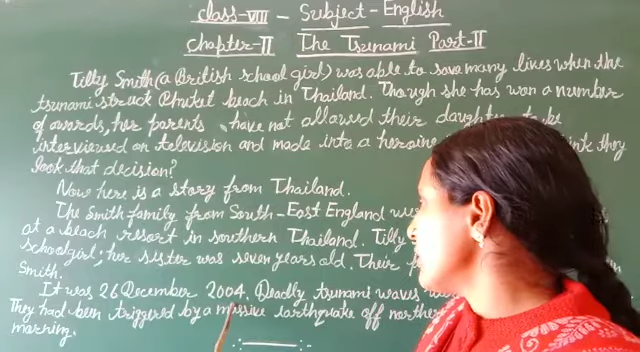 class-VIII - Subject-English
chapter-II The Tsunami Part-II
Tilly Smith (a British school girl) was able to save many lives when the
tsunami struck Phuket beach in Thailand. Though she has won a number
of awards, her parents have not allowed their daughter to be
interviewed on television and made into a heroine
they
look that decision?
Now here is a story from Thailand.
The Smith family from South-East England
at a beach resort in southern Thailand. Tilly
schoolgirl; her sister was seven years old. Their
Smith.
It was 26 December 2004. Deadly tsunami waves
They had been triggered by a massive earthquake off
morning.